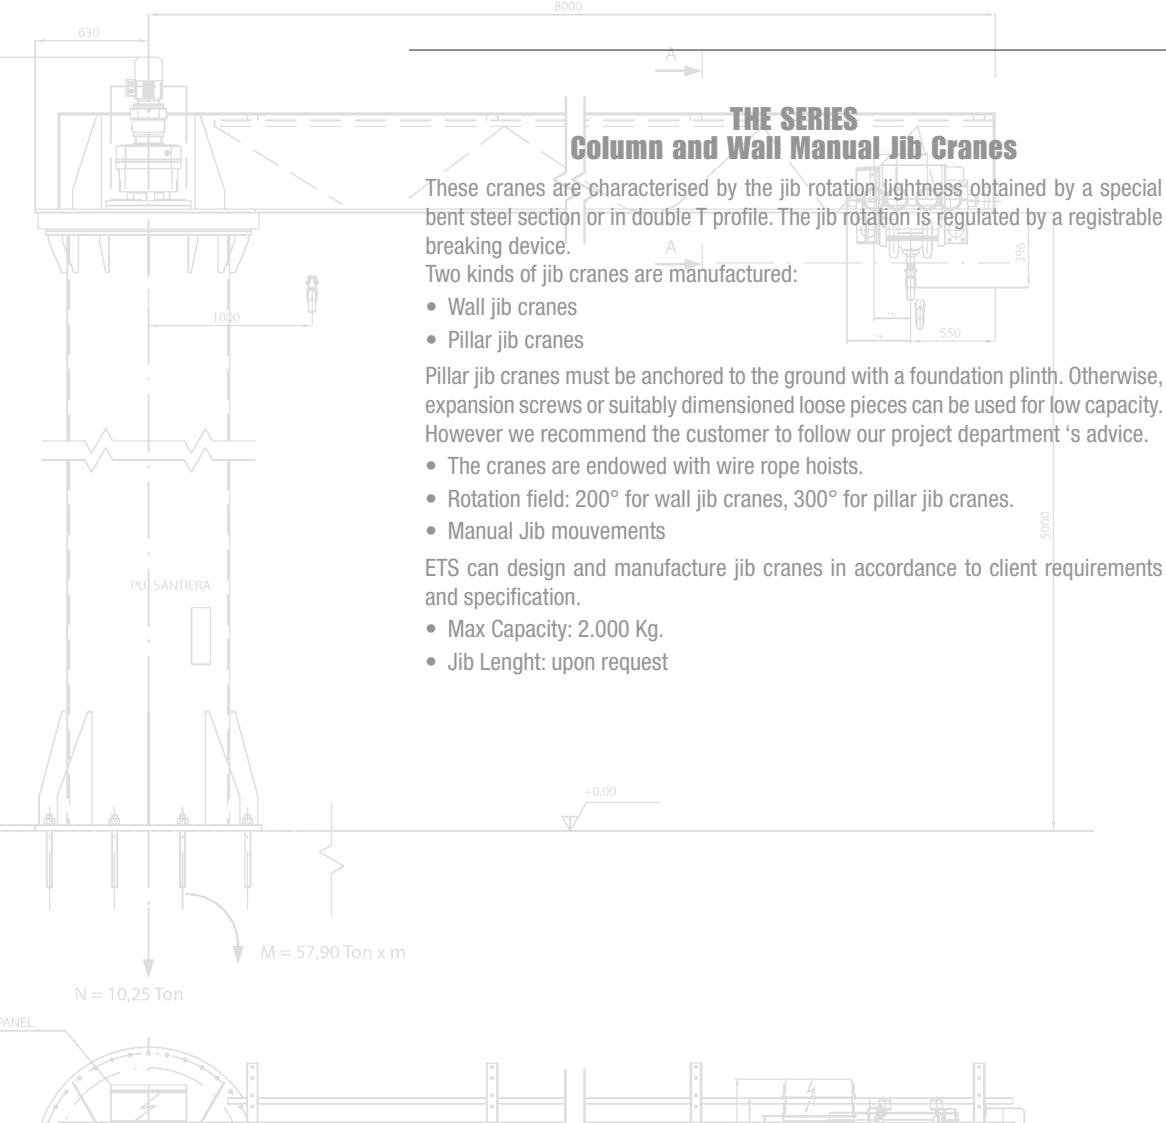 8000
630
A
THE SERIES
Column and Wall Manual Jib Cranes
These cranes are characterised by the jib rotation lightness obtained by a special
bent steel section or in double T profile. The jib rotation is regulated by a registrable
breaking device.
A
396
Two kinds of jib cranes are manufactured:
• Wall jib cranes
1000
550
• Pillar jib cranes
Pillar jib cranes must be anchored to the ground with a foundation plinth. Otherwise,
expansion screws or suitably dimensioned loose pieces can be used for low capacity.
However we recommend the customer to follow our project department ‘s advice.
• The cranes are endowed with wire rope hoists.
• Rotation field: 200° for wall jib cranes, 300° for pillar jib cranes.
5000
• Manual Jib mouvements
ETS can design and manufacture jib cranes in accordance to client requirements
and specification.
PULSANTIERA
• Max Capacity: 2.000 Kg.
• Jib Lenght: upon request
+0.00
M = 57,90 Ton x m
N = 10,25 Ton
PANEL